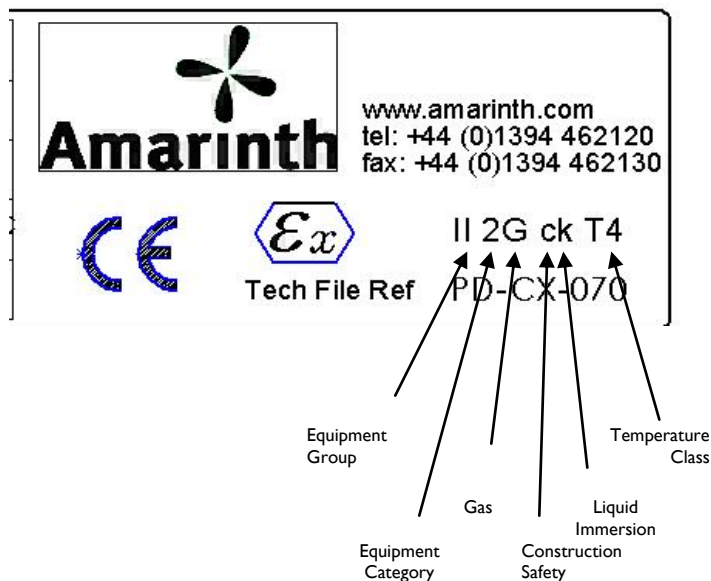 Amarinth
www.amarinth.com
tel: +44 (0)1394 462120
fax: +44 (0)1394 462130
CE
Ex
II 2G ck T4
Tech File Ref PD-CX-070
Equipment
Group
Temperature
Class
Gas
Liquid
Immersion
Equipment
Category
Construction
Safety